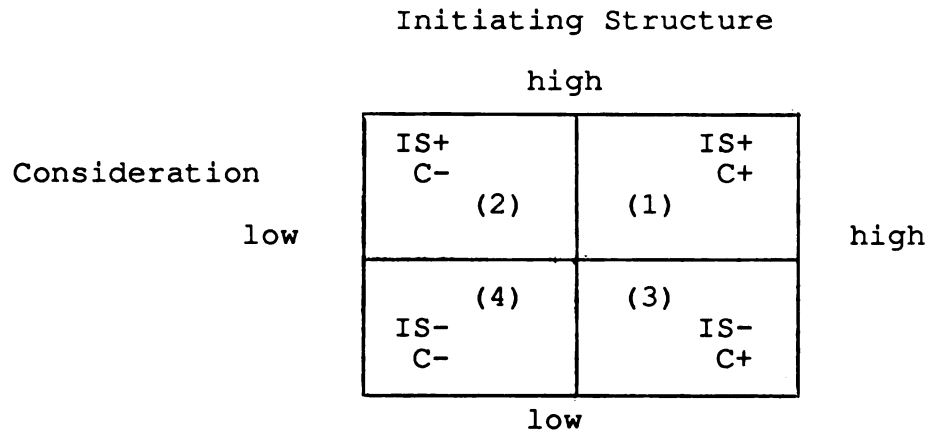 Initiating Structure
high
IS+ IS+
Consideration C- C+
(2) (1)
low high
(4) (3)
IS- IS-
C- C+
low